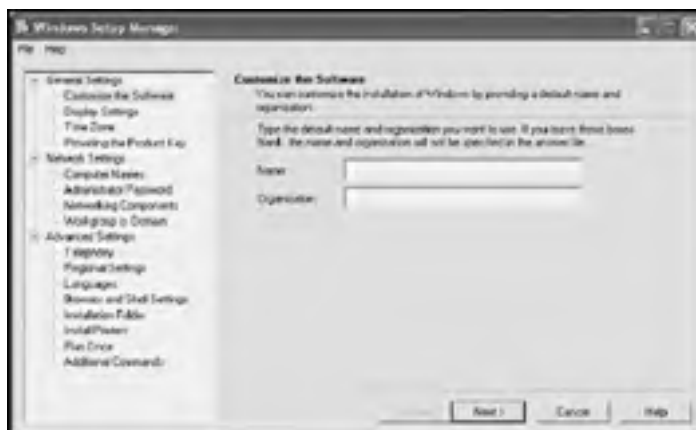 Windows Setup Manager
File Help
General Settings
Customize the Software
Display Settings
Time Zone
Providing the Product Key
Network Settings
Computer Names
Administrator Password
Networking Components
Workgroup or Domain
Advanced Settings
Telephony
Regional Settings
Languages
Browser and Shell Settings
Installation Folder
Install Printers
Run Once
Additional Commands
Customize the Software
You can customize the installation of Windows by providing a default name and
organization.
Type the default name and organization you want to use. If you leave these boxes
blank, the name and organization will not be specified in the answer file.
Name:
Organization:
Next >
Cancel
Help